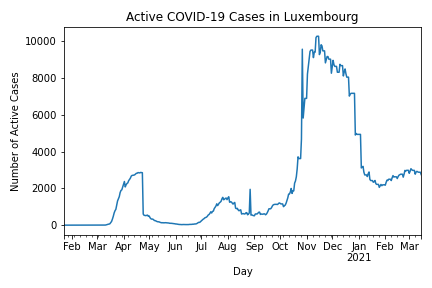 Active COVID-19 Cases in Luxembourg
Number of Active Cases
10000
8000
6000
4000
2000
0
Feb Mar Apr May Jun Jul Aug Sep Oct Nov Dec Jan Feb Mar
2021
Day